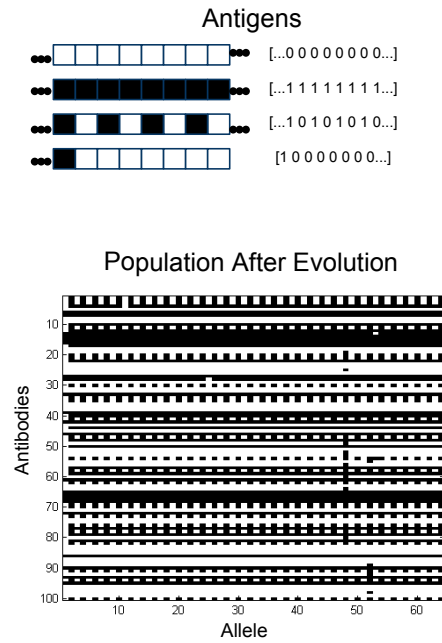 Antigens
[...0 0 0 0 0 0 0 0...]
[...1 1 1 1 1 1 1 1...]
[...1 0 1 0 1 0 1 0...]
[1 0 0 0 0 0 0 0...]
Population After Evolution
10
20
30
40
50
60
70
80
90
100
Antibodies
10 20 30 40 50 60
Allele